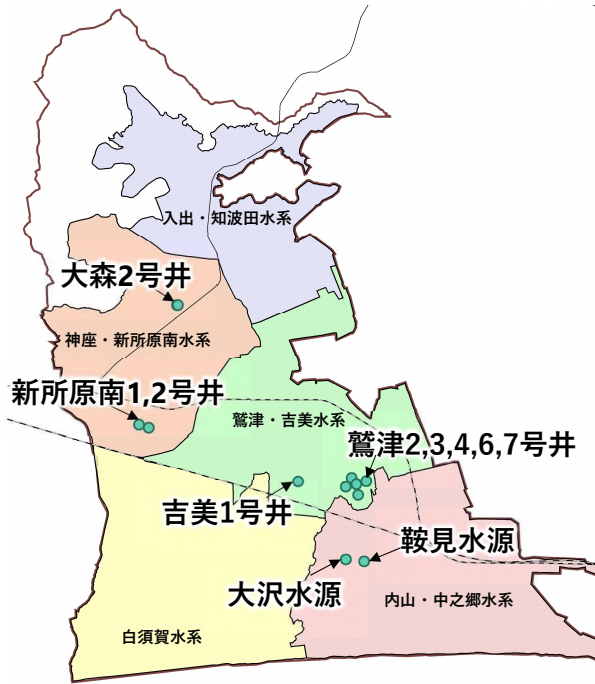 入出・知波田水系
大森2号井
神座・新所原南水系
新所原南1,2号井
鷲津・吉美水系
鷲津2,3,4,6,7号井
吉美1号井
鞍見水源
大沢水源
内山・中之郷水系
白須賀水系